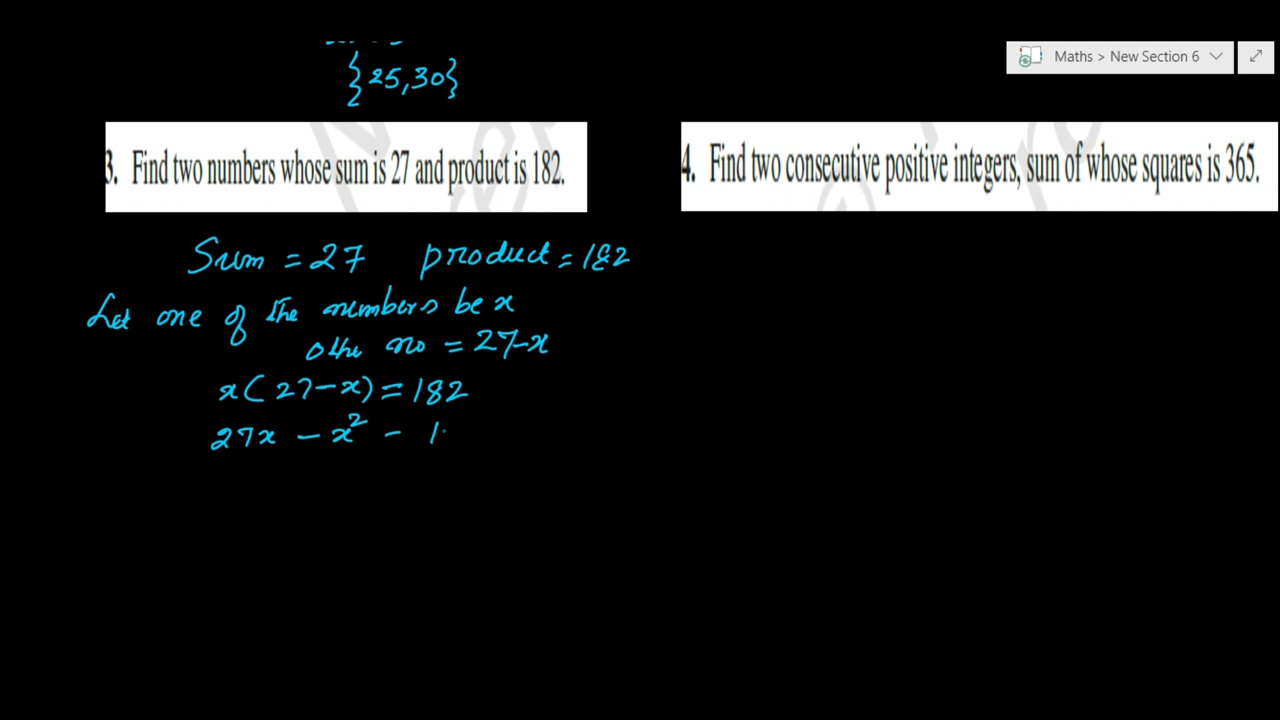 {25,30}
Maths > New Section 6
3. Find two numbers whose sum is 27 and product is 182.
4. Find two consecutive positive integers, sum of whose squares is 365.
Sum = 27 product = 182
Let one of the numbers be x
othe no = 27-x
x(27-x) = 182
27x - x² - 1